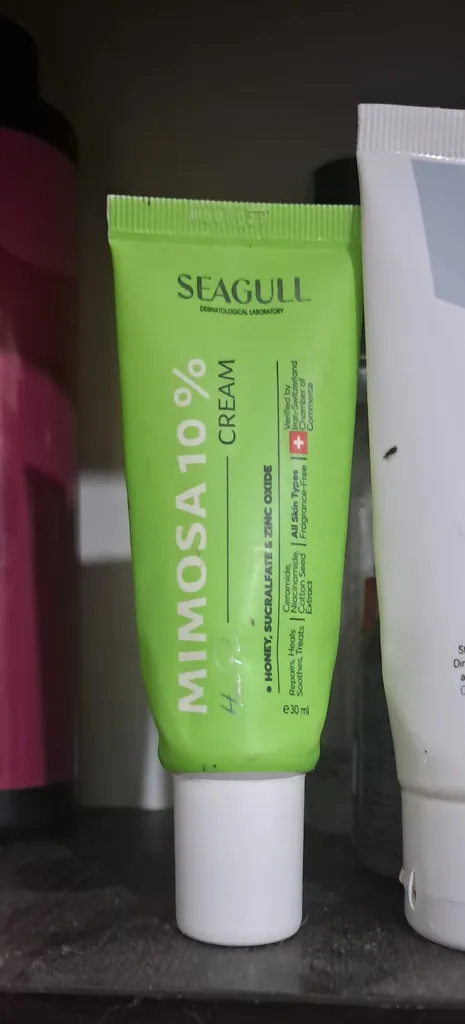 SEAGULL
DERMATOLOGICAL LABORATORY
MIMOSA 10 %
CREAM
• HONEY, SUCRALFATE & ZINC OXIDE
Repairs, Heals
Soothes, Treats
Ceramide,
Niacinamide,
Cotton Seed
Extract
All Skin Types
Fragrance-Free
Verified by
Iran-Switzerland
Chamber of
Commerce
e 30 ml